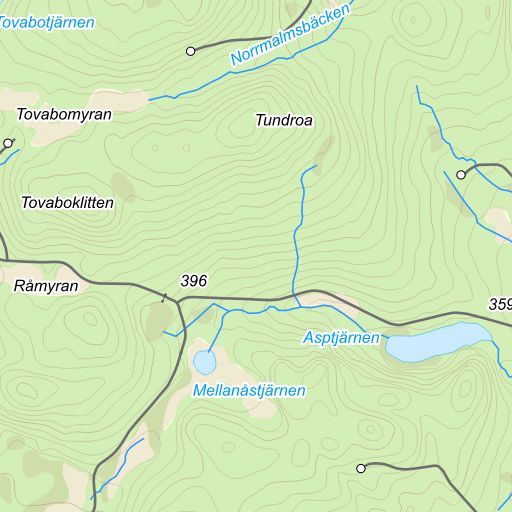 Tovabotjärnen
Norrmalmsbäcken
Tovabomyran
Tundroa
Tovaboklitten
Råmyran
396
359
Asptjärnen
Mellanåstjärnen